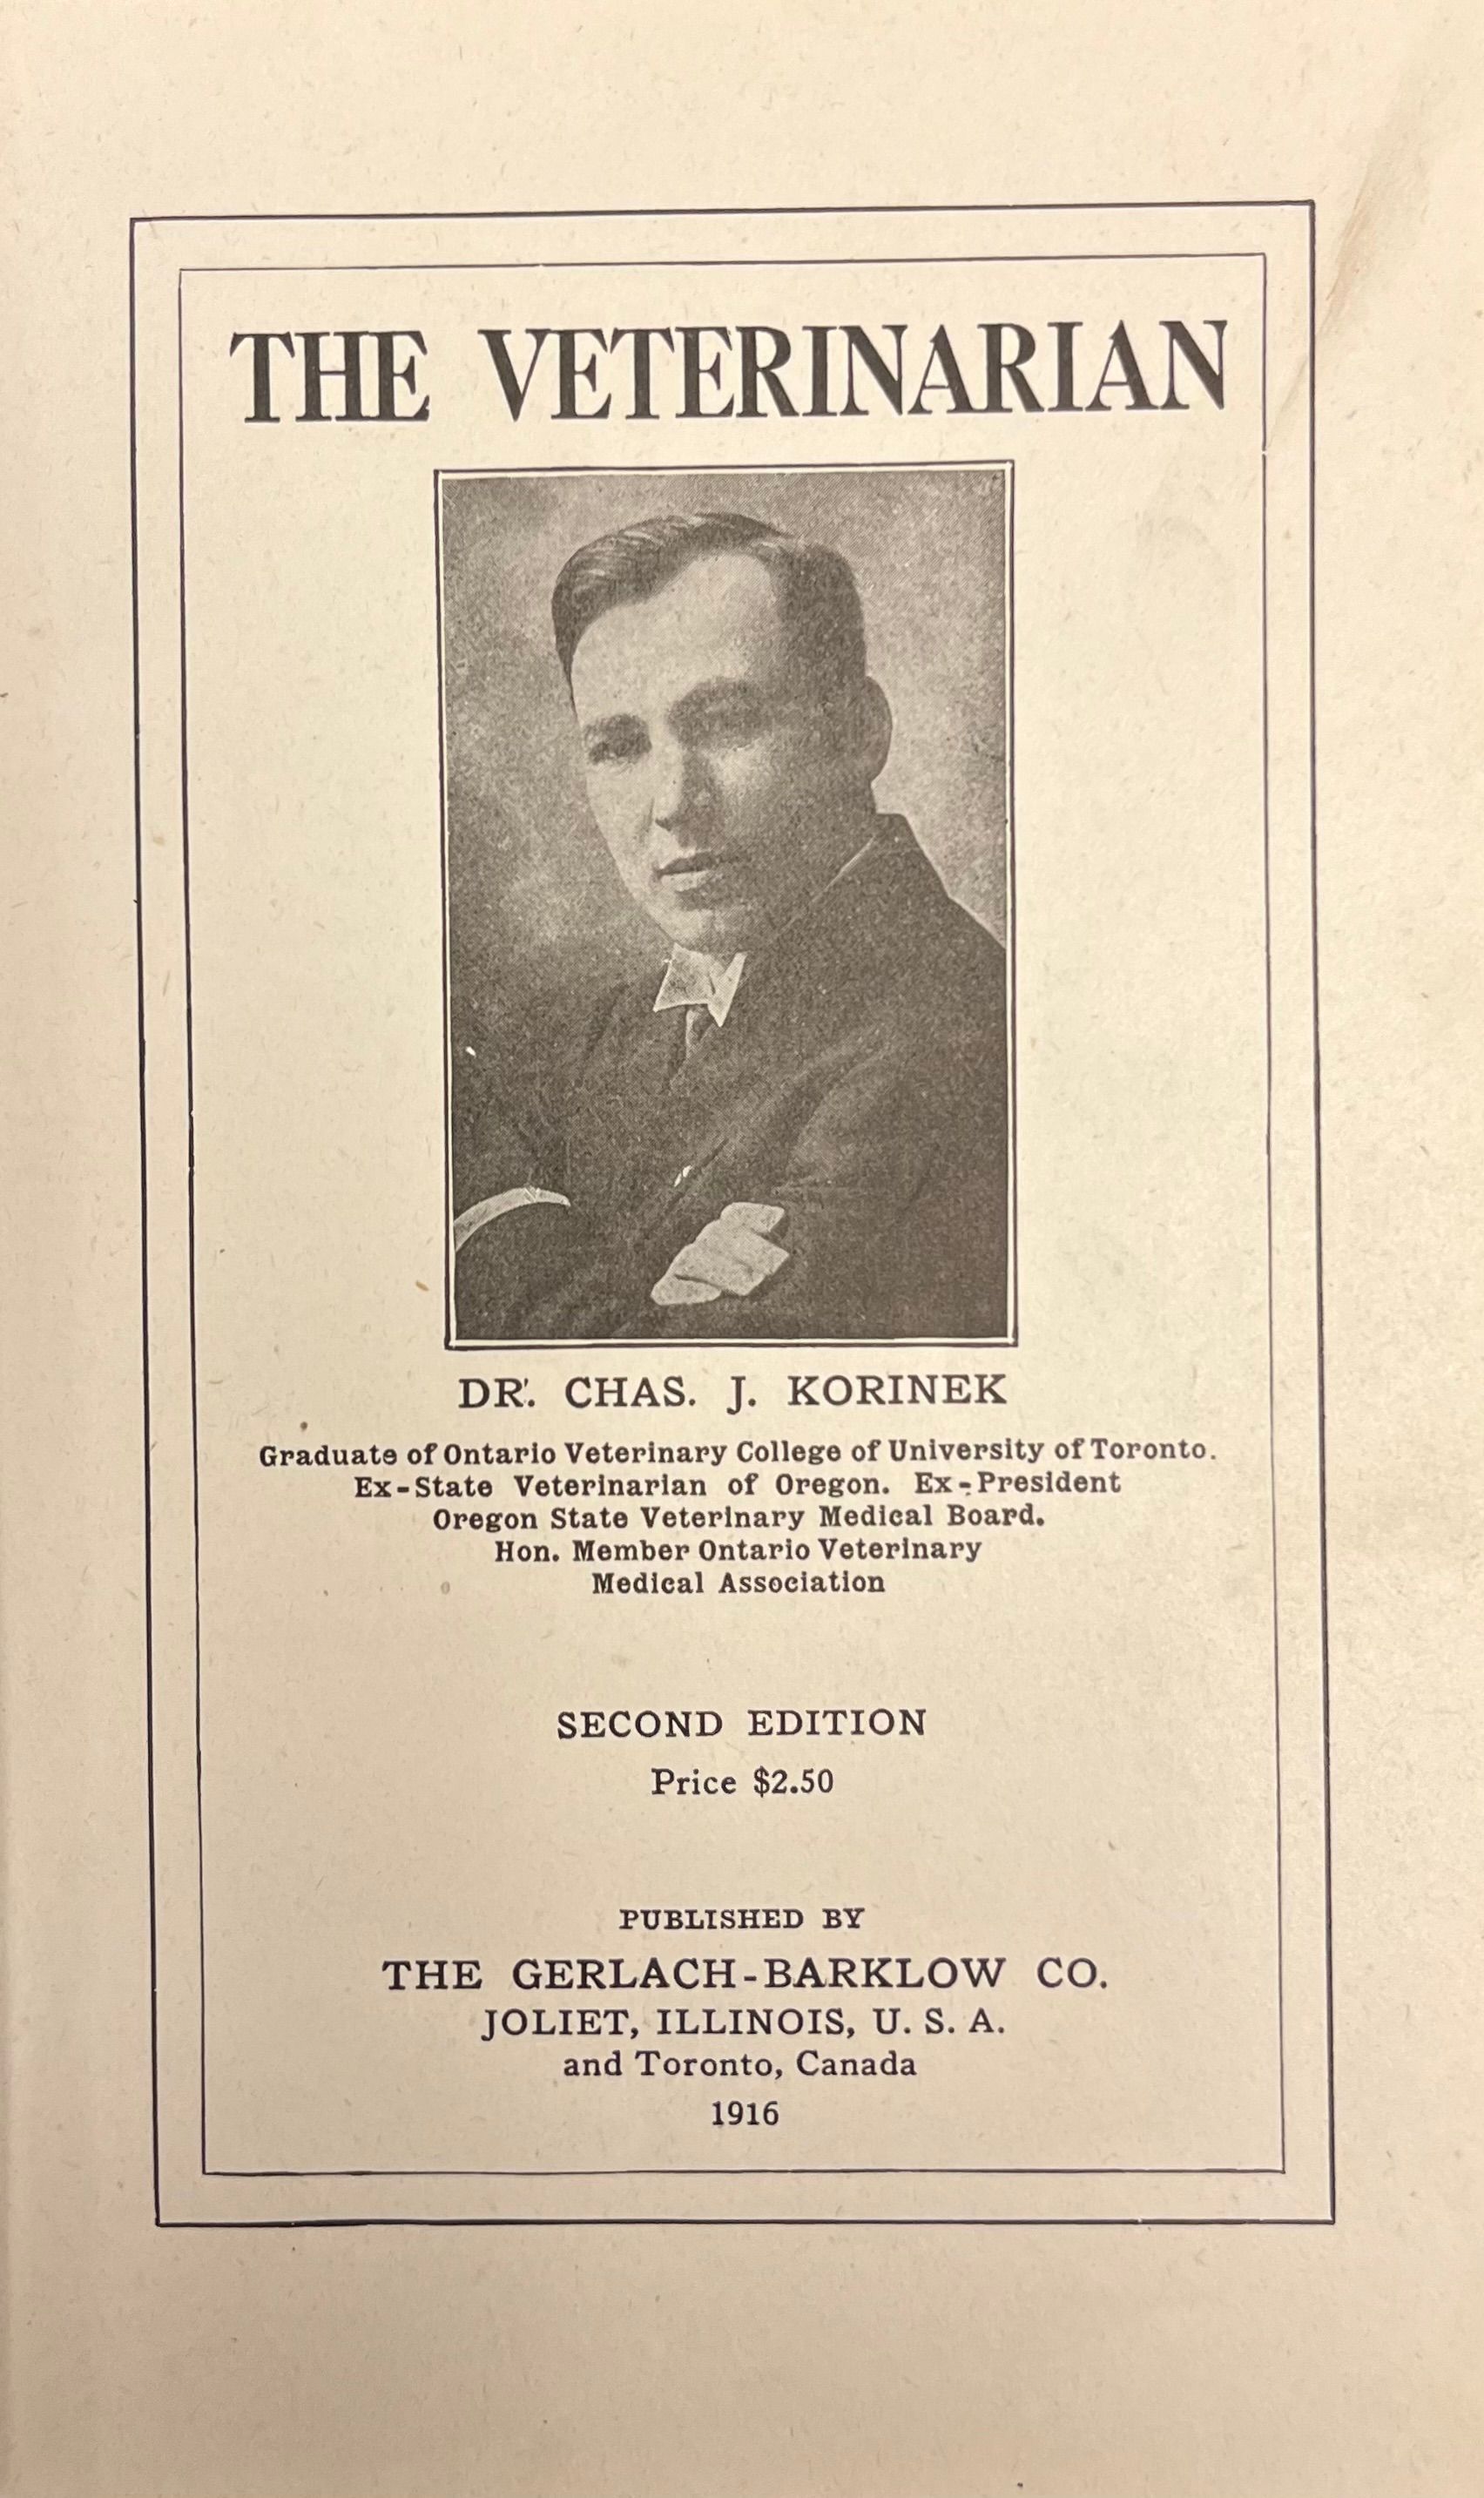 THE VETERINARIAN
DR. CHAS. J. KORINEK
Graduate of Ontario Veterinary College of University of Toronto.
Ex-State Veterinarian of Oregon. Ex-President
Oregon State Veterinary Medical Board.
Hon. Member Ontario Veterinary
Medical Association
SECOND EDITION
Price $2.50
PUBLISHED BY
THE GERLACH-BARKLOW CO.
JOLIET, ILLINOIS, U. S. A.
and Toronto, Canada
1916